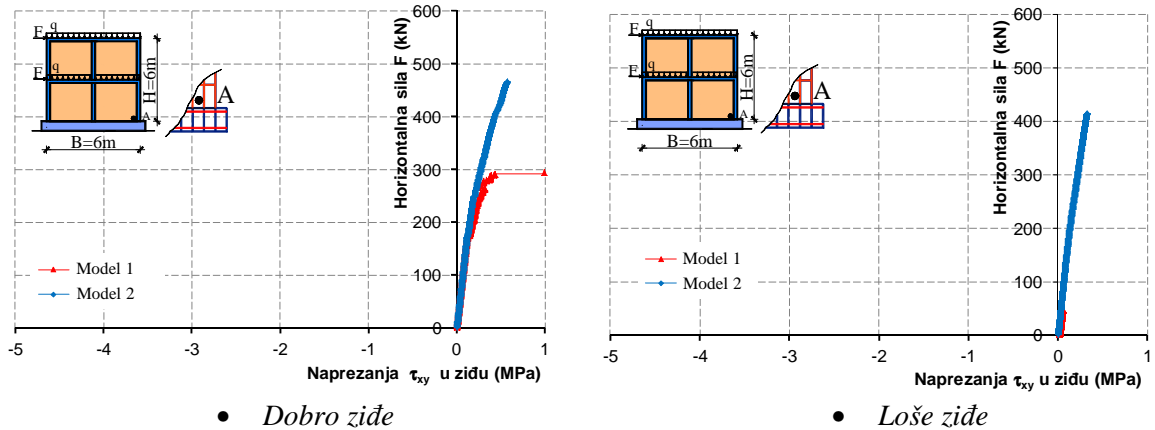 600
500
400
300
200
100
0
Horizontalna sila F (kN)
F q
F q
H=6m
A
A
B=6m
Model 1
Model 2
-5 -4 -3 -2 -1 0 1
Naprezanja τxy u ziđu (MPa)
• Dobro ziđe
600
500
400
300
200
100
0
Horizontalna sila F (kN)
F q
F q
H=6m
A
A
B=6m
Model 1
Model 2
-5 -4 -3 -2 -1 0 1
Naprezanja τxy u ziđu (MPa)
• Loše ziđe